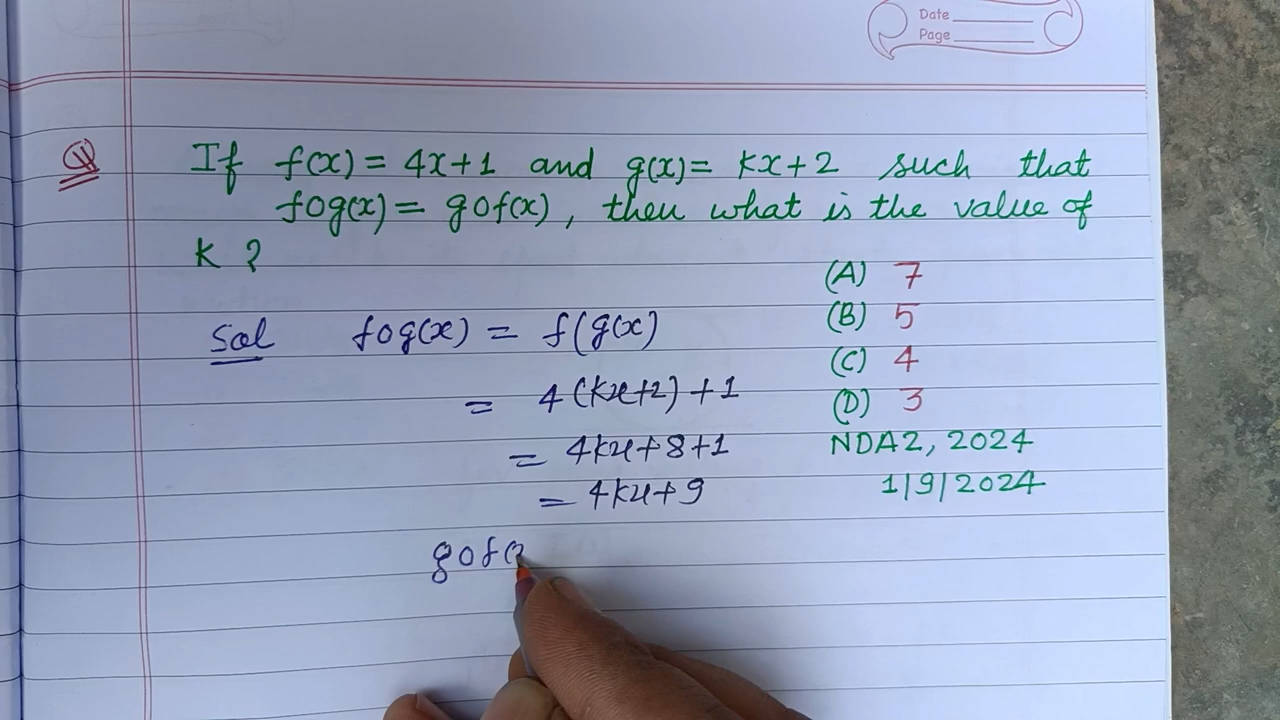 Date
Page
Q
If f(x) = 4x+1 and g(x) = kx+2 such that
fog(x) = gof(x), then what is the value of
k ?
(A) 7
(B) 5
(C) 4
(D) 3
NDA2, 2024
1/9/2024
Sol fog(x) = f(g(x)
= 4(kx+2)+1
= 4kx+8+1
= 4kx+9
gof(